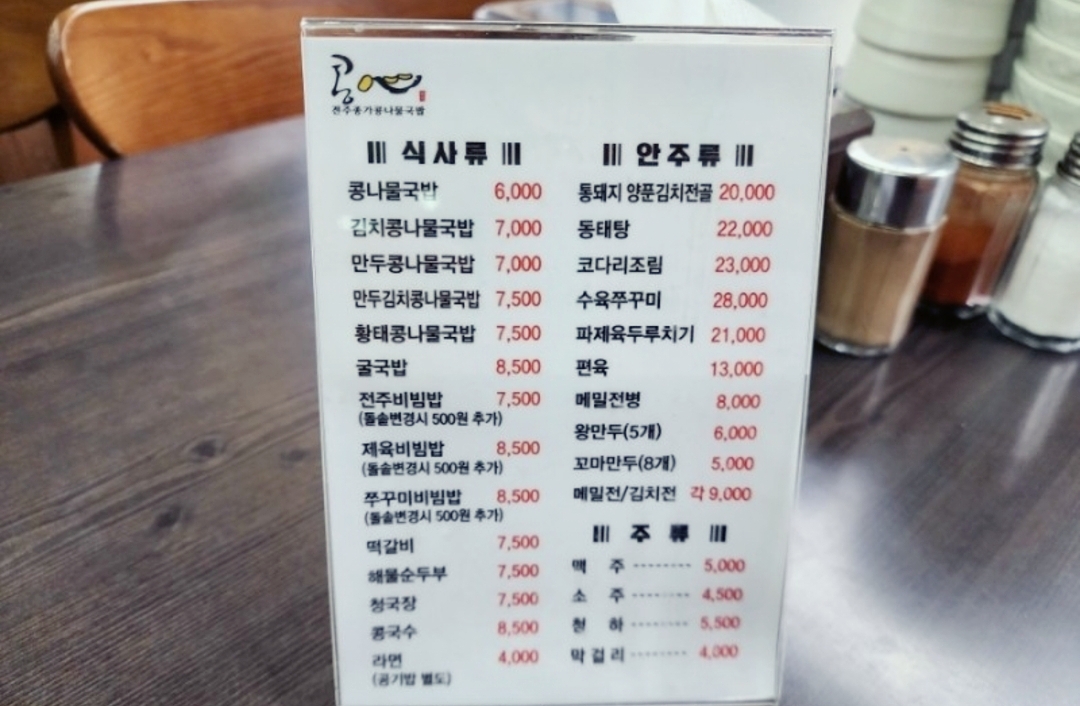 콩
전주종가콩나물국밥
식사류
콩나물국밥 6,000
김치콩나물국밥 7,000
만두콩나물국밥 7,000
만두김치콩나물국밥 7,500
황태콩나물국밥 7,500
굴국밥 8,500
전주비빔밥 7,500
(돌솥변경시 500원 추가)
제육비빔밥 8,500
(돌솥변경시 500원 추가)
쭈꾸미비빔밥 8,500
(돌솥변경시 500원 추가)
떡갈비 7,500
해물순두부 7,500
청국장 7,500
콩국수 8,500
라면 4,000
(공기밥 별도)
안주류
통돼지 양푼김치전골 20,000
동태탕 22,000
코다리조림 23,000
수육쭈꾸미 28,000
파제육두루치기 21,000
편육 13,000
메밀전병 8,000
왕만두(5개) 6,000
꼬마만두(8개) 5,000
메밀전/김치전 각 9,000
주 류
맥 주 -------- 5,000
소 주 -------- 4,500
청 하 -------- 5,500
막걸리 -------- 4,000